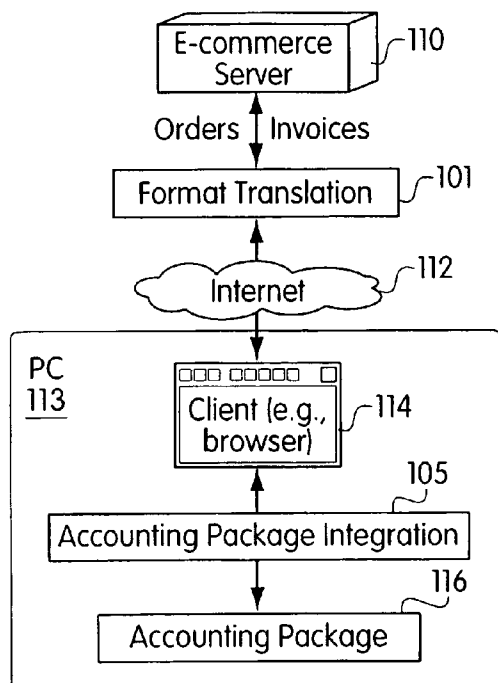 E-commerce
Server
110
Orders Invoices
Format Translation
101
Internet
112
PC
113
Client (e.g.,
browser)
114
105
Accounting Package Integration
116
Accounting Package